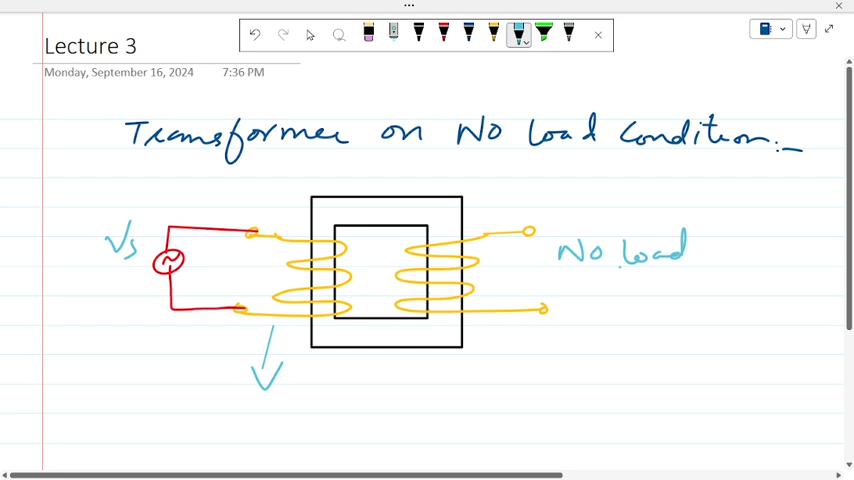 Lecture 3
Monday, September 16, 2024 7:36 PM
Transformer on No Load Condition:-
Vs
No load